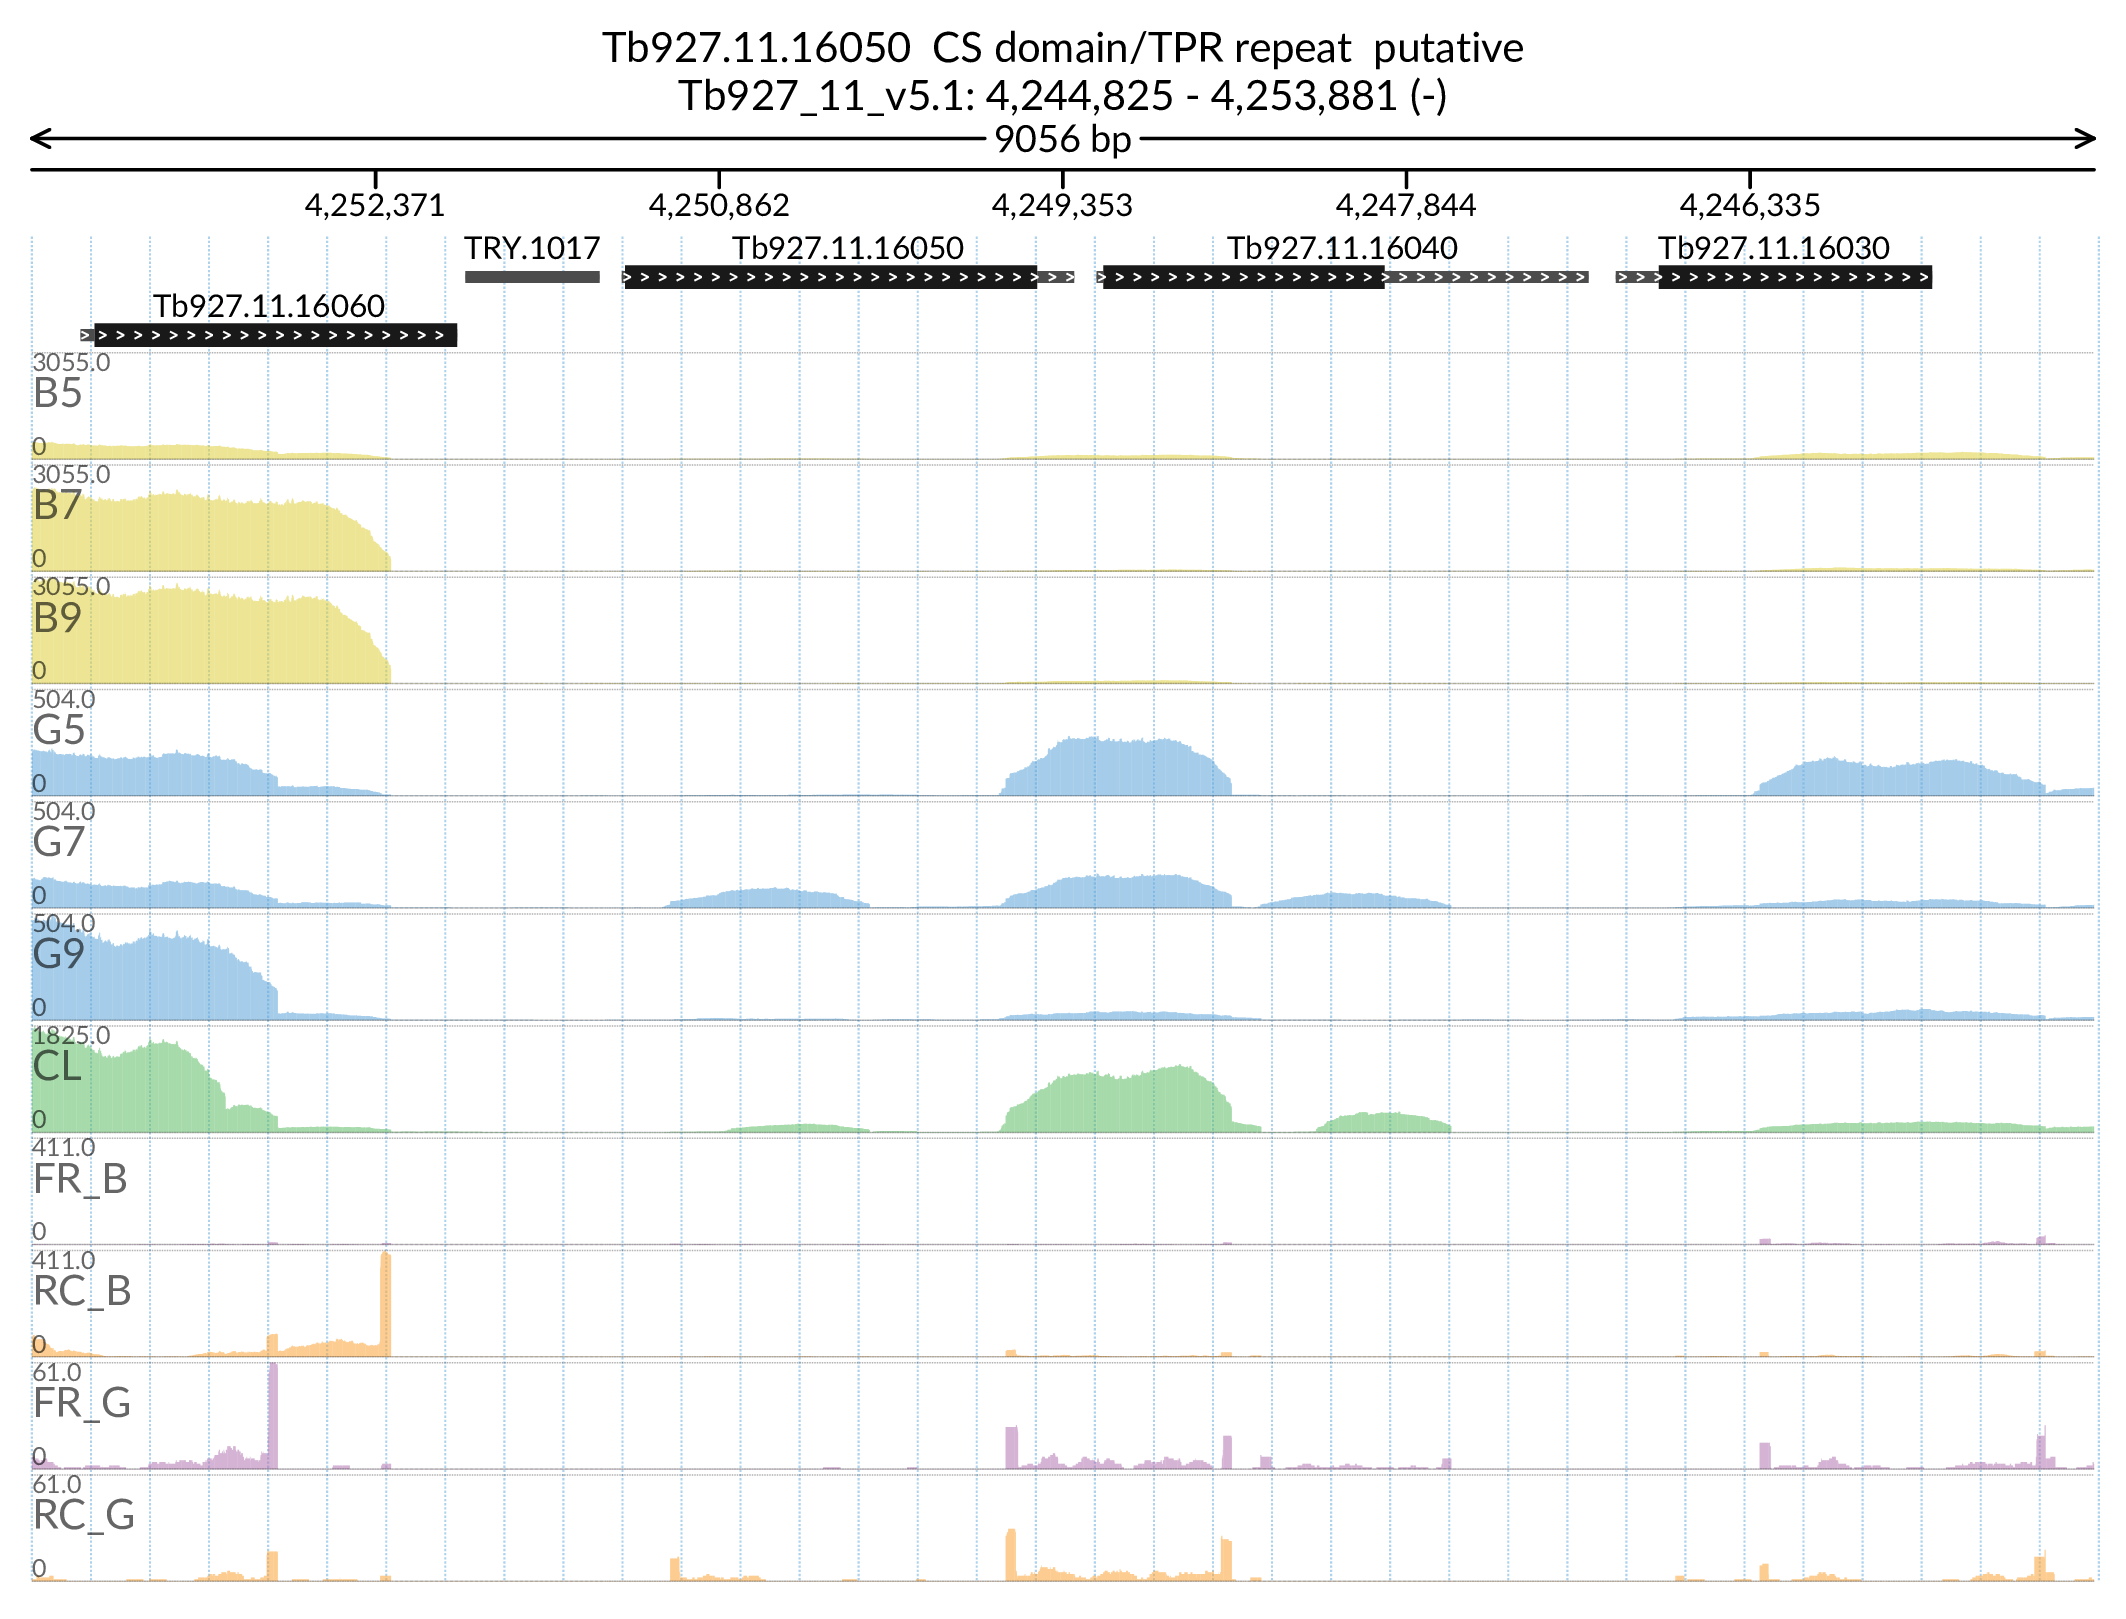 Tb927.11.16050  CS domain/TPR repeat  putative
Tb927_11_v5.1: 4,244,825 - 4,253,881 (-)
9056 bp
4,252,371 4,250,862 4,249,353 4,247,844 4,246,335
TRY.1017 Tb927.11.16050 Tb927.11.16040 Tb927.11.16030
Tb927.11.16060
3055.0
B5
0
3055.0
B7
0
3055.0
B9
0
504.0
G5
0
504.0
G7
0
504.0
G9
0
1825.0
CL
0
411.0
FR_B
0
411.0
RC_B
0
61.0
FR_G
0
61.0
RC_G
0